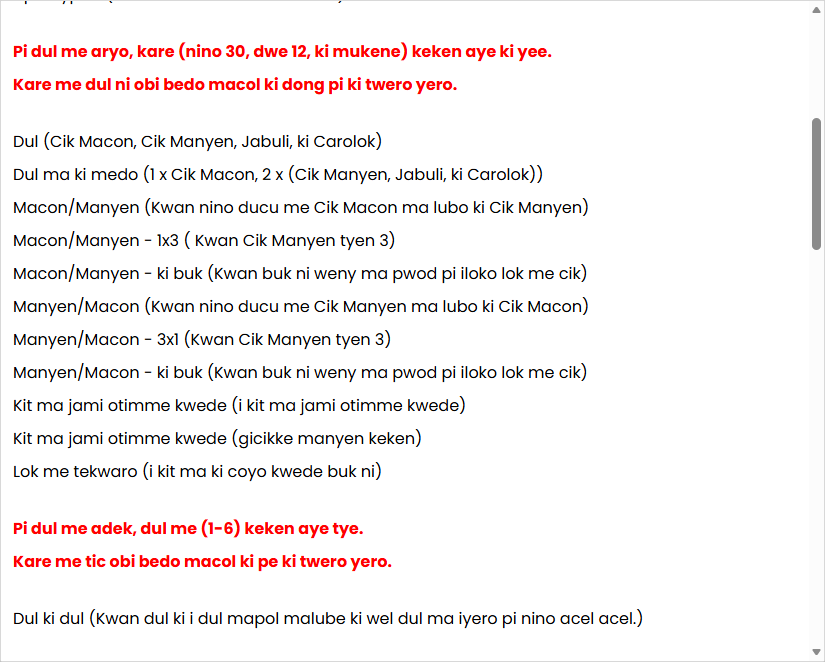 Pi dul me aryo, kare (nino 30, dwe 12, ki mukene) keken aye ki yee.
Kare me dul ni obi bedo macol ki dong pi ki twero yero.
Dul (Cik Macon, Cik Manyen, Jabuli, ki Carolok)
Dul ma ki medo (1 x Cik Macon, 2 x (Cik Manyen, Jabuli, ki Carolok))
Macon/Manyen (Kwan nino ducu me Cik Macon ma lubo ki Cik Manyen)
Macon/Manyen - 1x3 ( Kwan Cik Manyen tyen 3)
Macon/Manyen - ki buk (Kwan buk ni weny ma pwod pi iloko lok me cik)
Manyen/Macon (Kwan nino ducu me Cik Manyen ma lubo ki Cik Macon)
Manyen/Macon - 3x1 (Kwan Cik Manyen tyen 3)
Manyen/Macon - ki buk (Kwan buk ni weny ma pwod pi iloko lok me cik)
Kit ma jami otimme kwede (i kit ma jami otimme kwede)
Kit ma jami otimme kwede (gicikke manyen keken)
Lok me tekwaro (i kit ma ki coyo kwede buk ni)
Pi dul me adek, dul me (1-6) keken aye tye.
Kare me tic obi bedo macol ki pe ki twero yero.
Dul ki dul (Kwan dul ki i dul mapol malube ki wel dul ma iyero pi nino acel acel.)